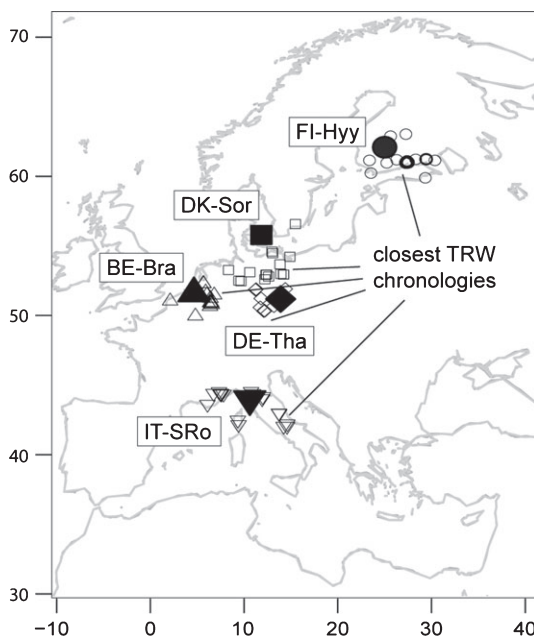 70
60
50
40
30
-10
0
10
20
30
40
FI-Hyy
DK-Sor
BE-Bra
closest TRW
chronologies
DE-Tha
IT-SRo